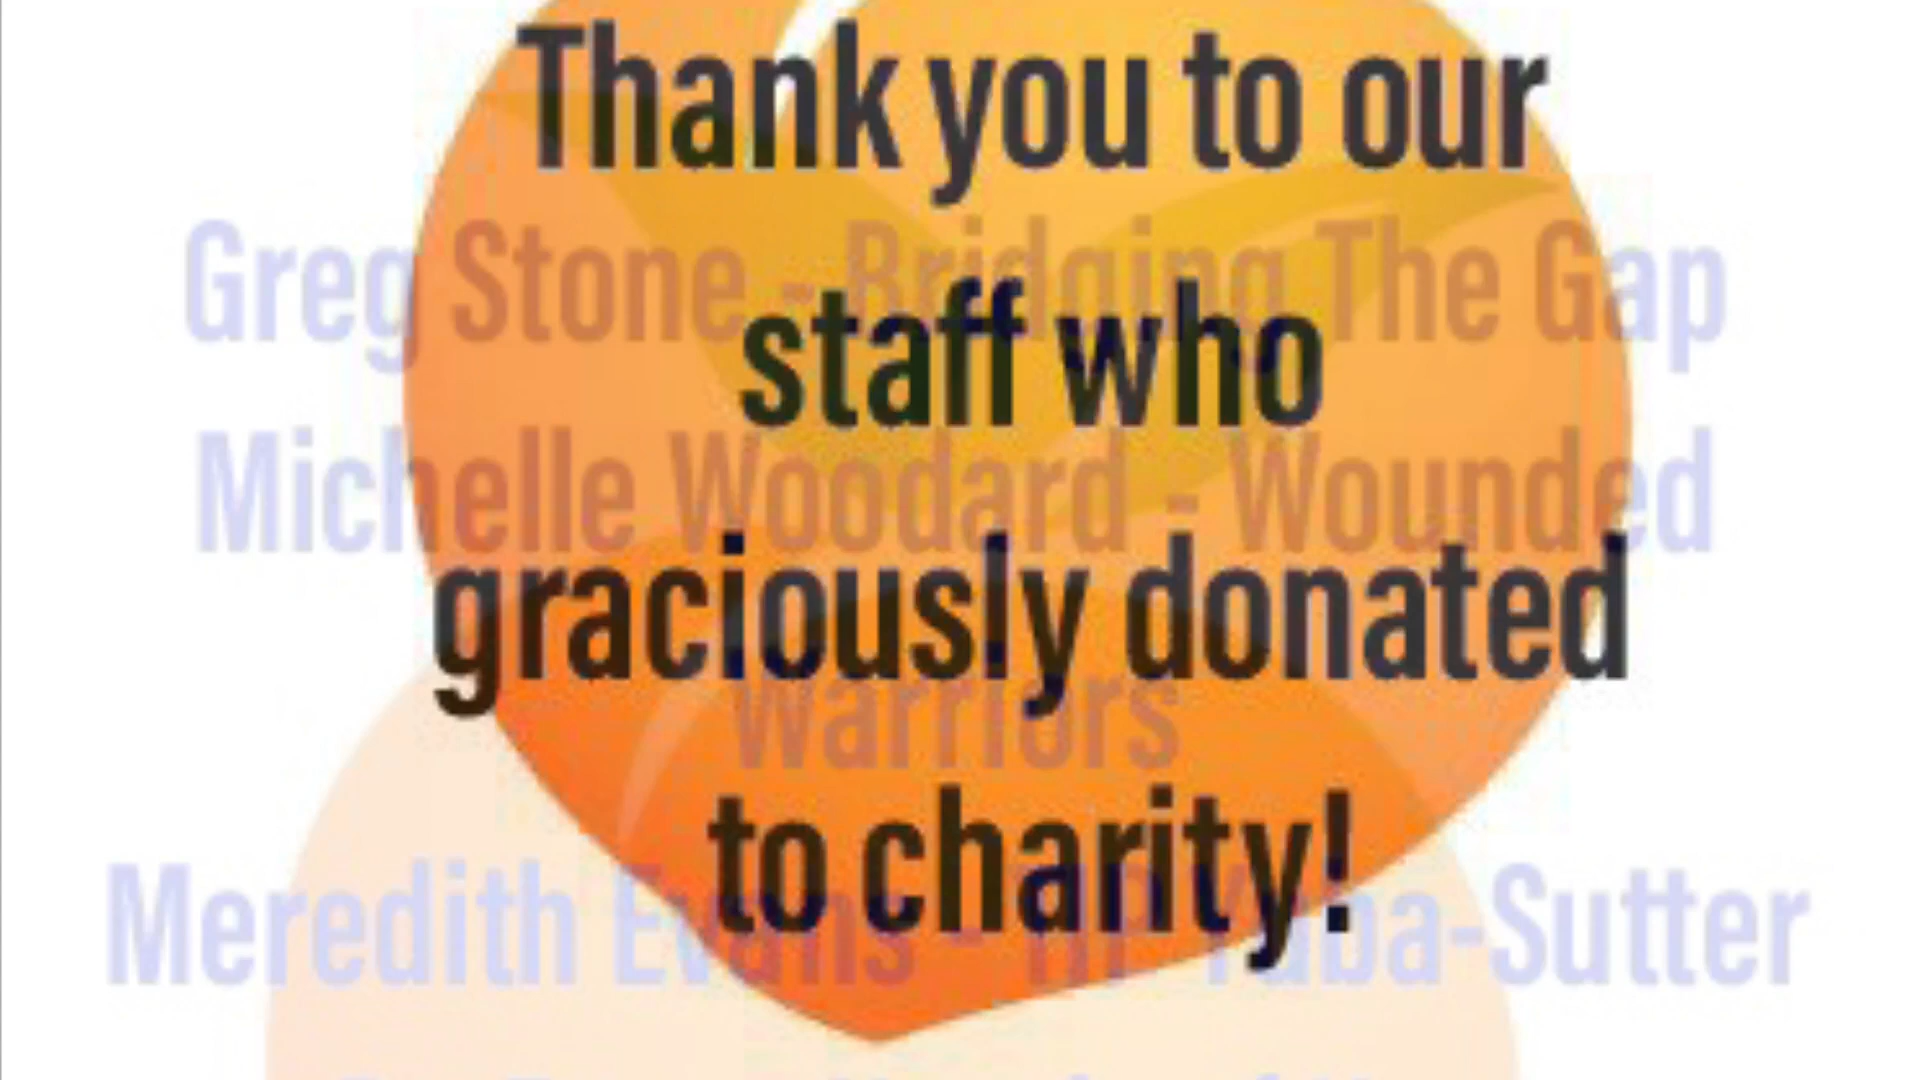 Thank you to our
Greg Stone - Bridging The Gap
staff who
Michelle Woodard - Wounded
graciously donated
Warriors
to charity!
Meredith Evans - Yuba-Sutter